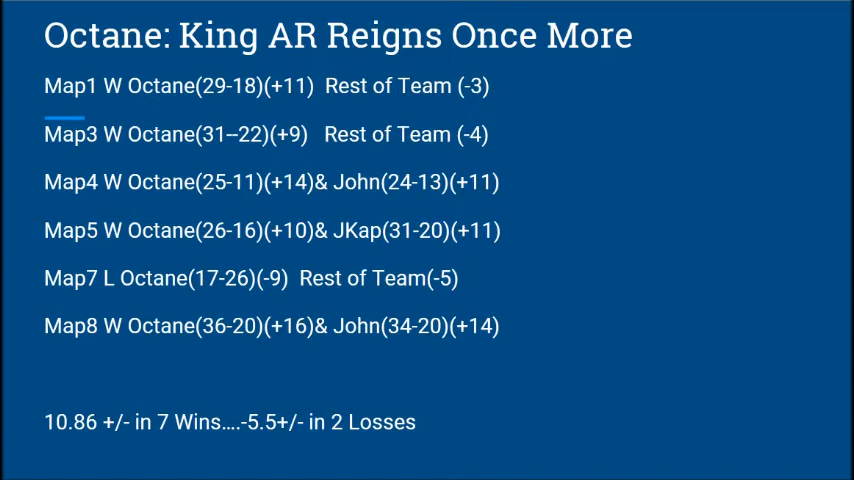 Octane: King AR Reigns Once More
Map1 W Octane(29-18)(+11)  Rest of Team (-3)
Map3 W Octane(31--22)(+9)   Rest of Team (-4)
Map4 W Octane(25-11)(+14)& John(24-13)(+11)
Map5 W Octane(26-16)(+10)& JKap(31-20)(+11)
Map7 L Octane(17-26)(-9)  Rest of Team(-5)
Map8 W Octane(36-20)(+16)& John(34-20)(+14)
10.86 +/- in 7 Wins....-5.5+/- in 2 Losses